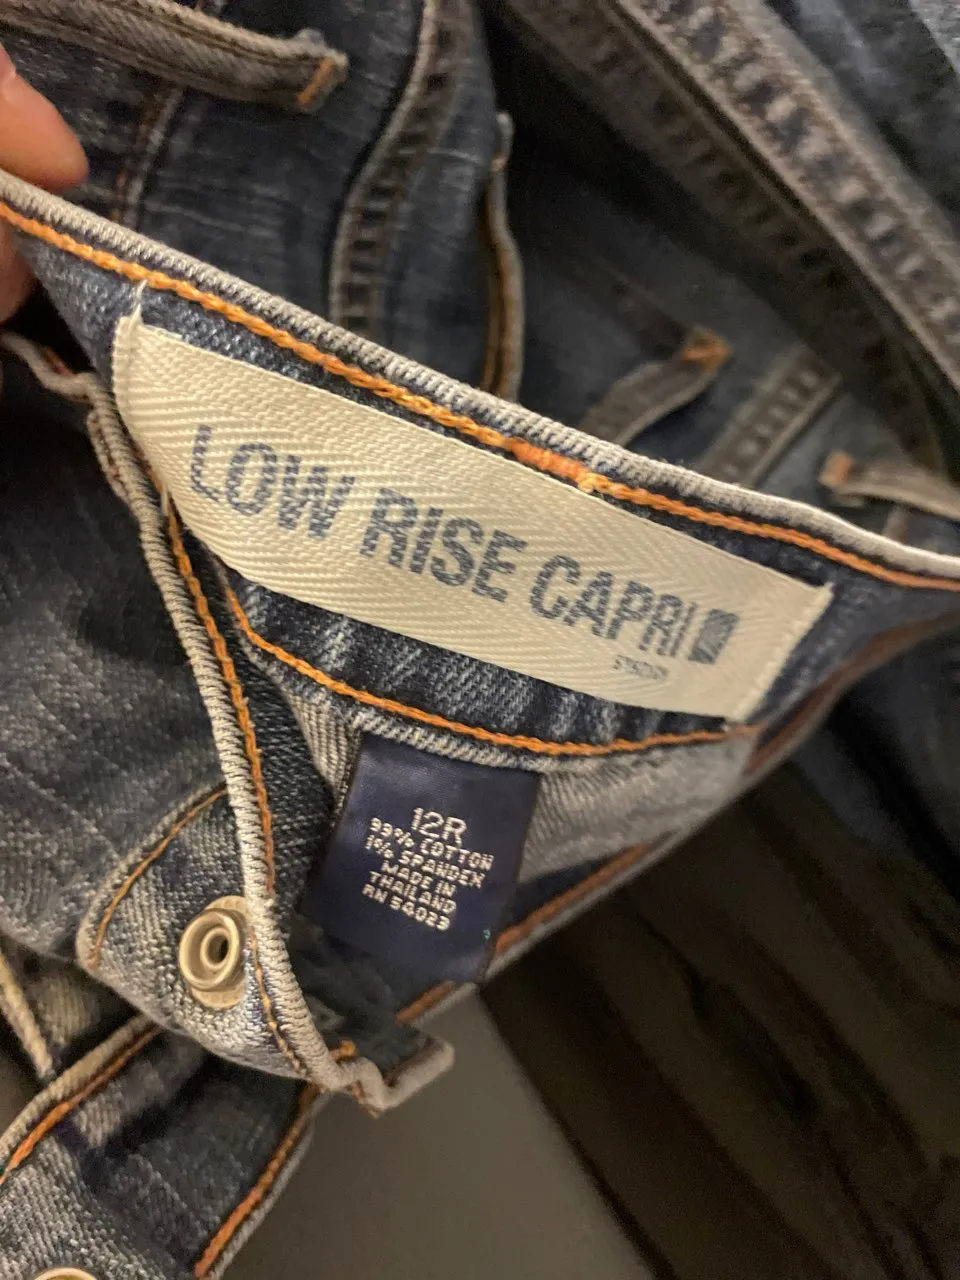 LOW RISE CAPRI
12R
99% COTTON
1% SPANDEX
MADE IN
THAILAND
RN 54023